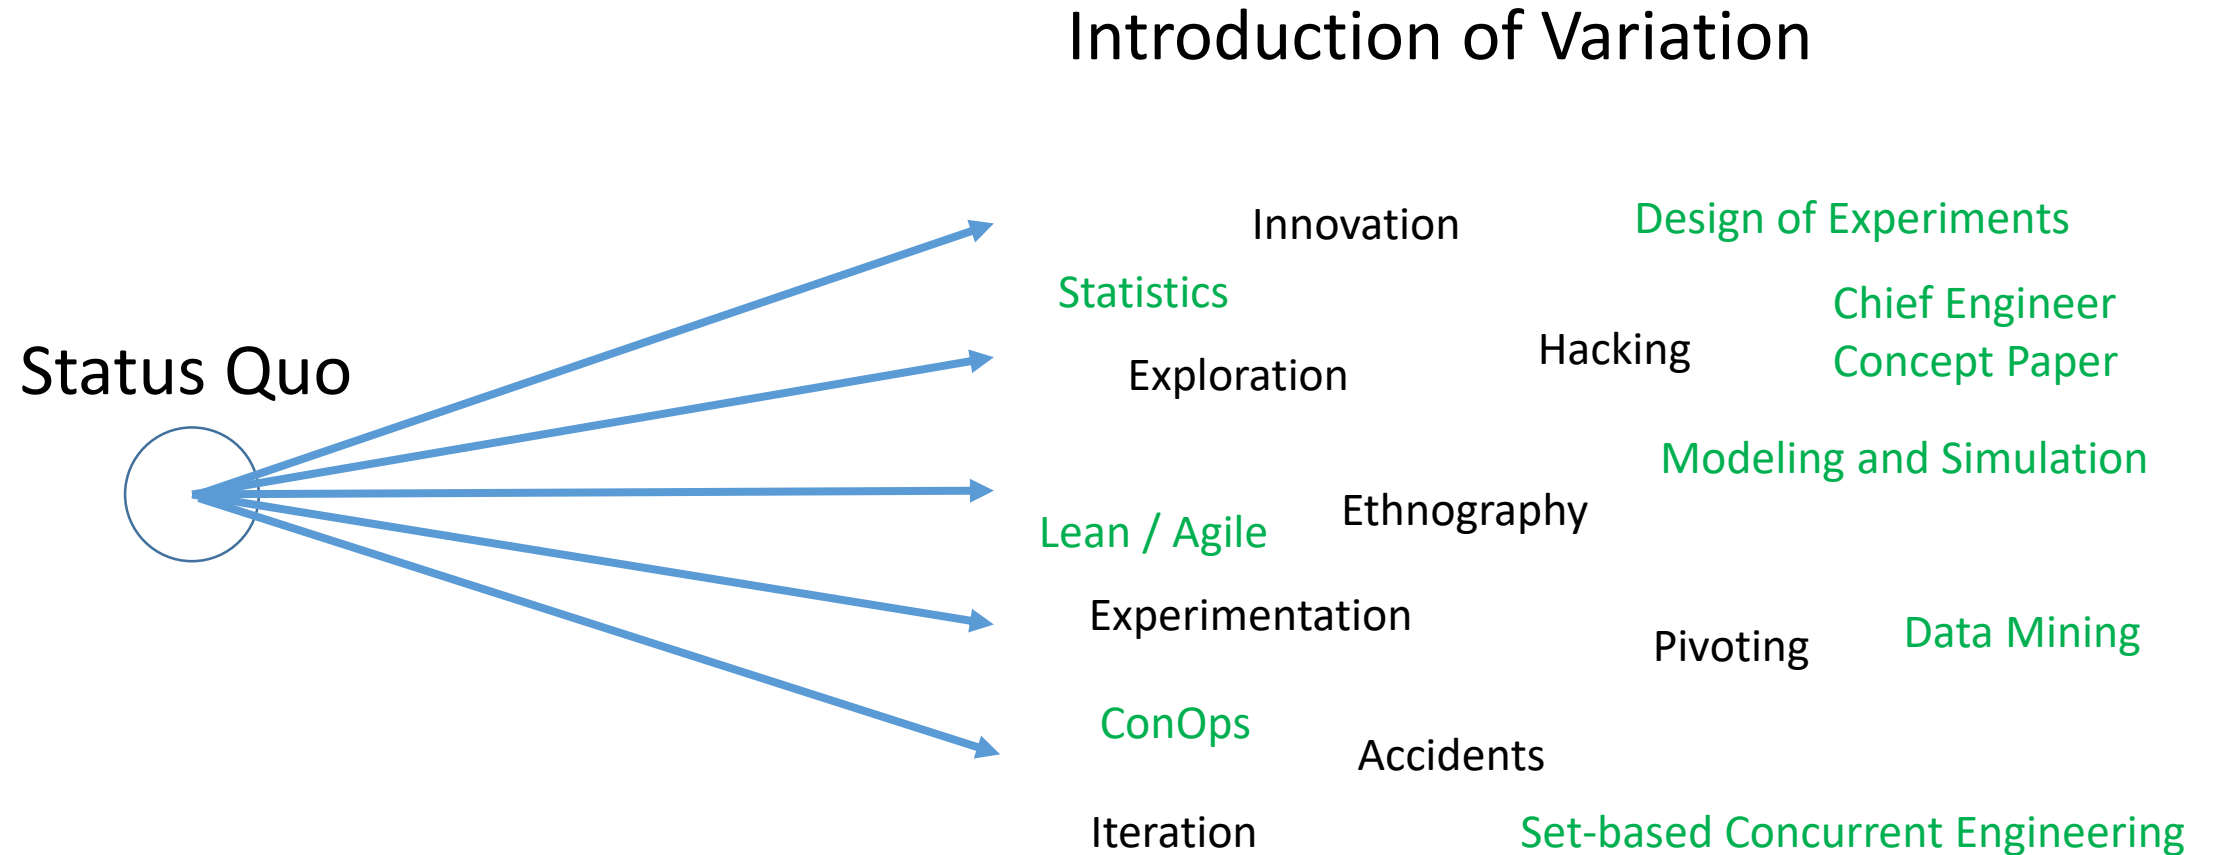 Introduction of Variation
Innovation
Design of Experiments
Statistics
Chief Engineer
Concept Paper
Hacking
Status Quo
Exploration
Modeling and Simulation
Ethnography
Lean / Agile
Experimentation
Pivoting
Data Mining
ConOps
Accidents
Iteration
Set-based Concurrent Engineering